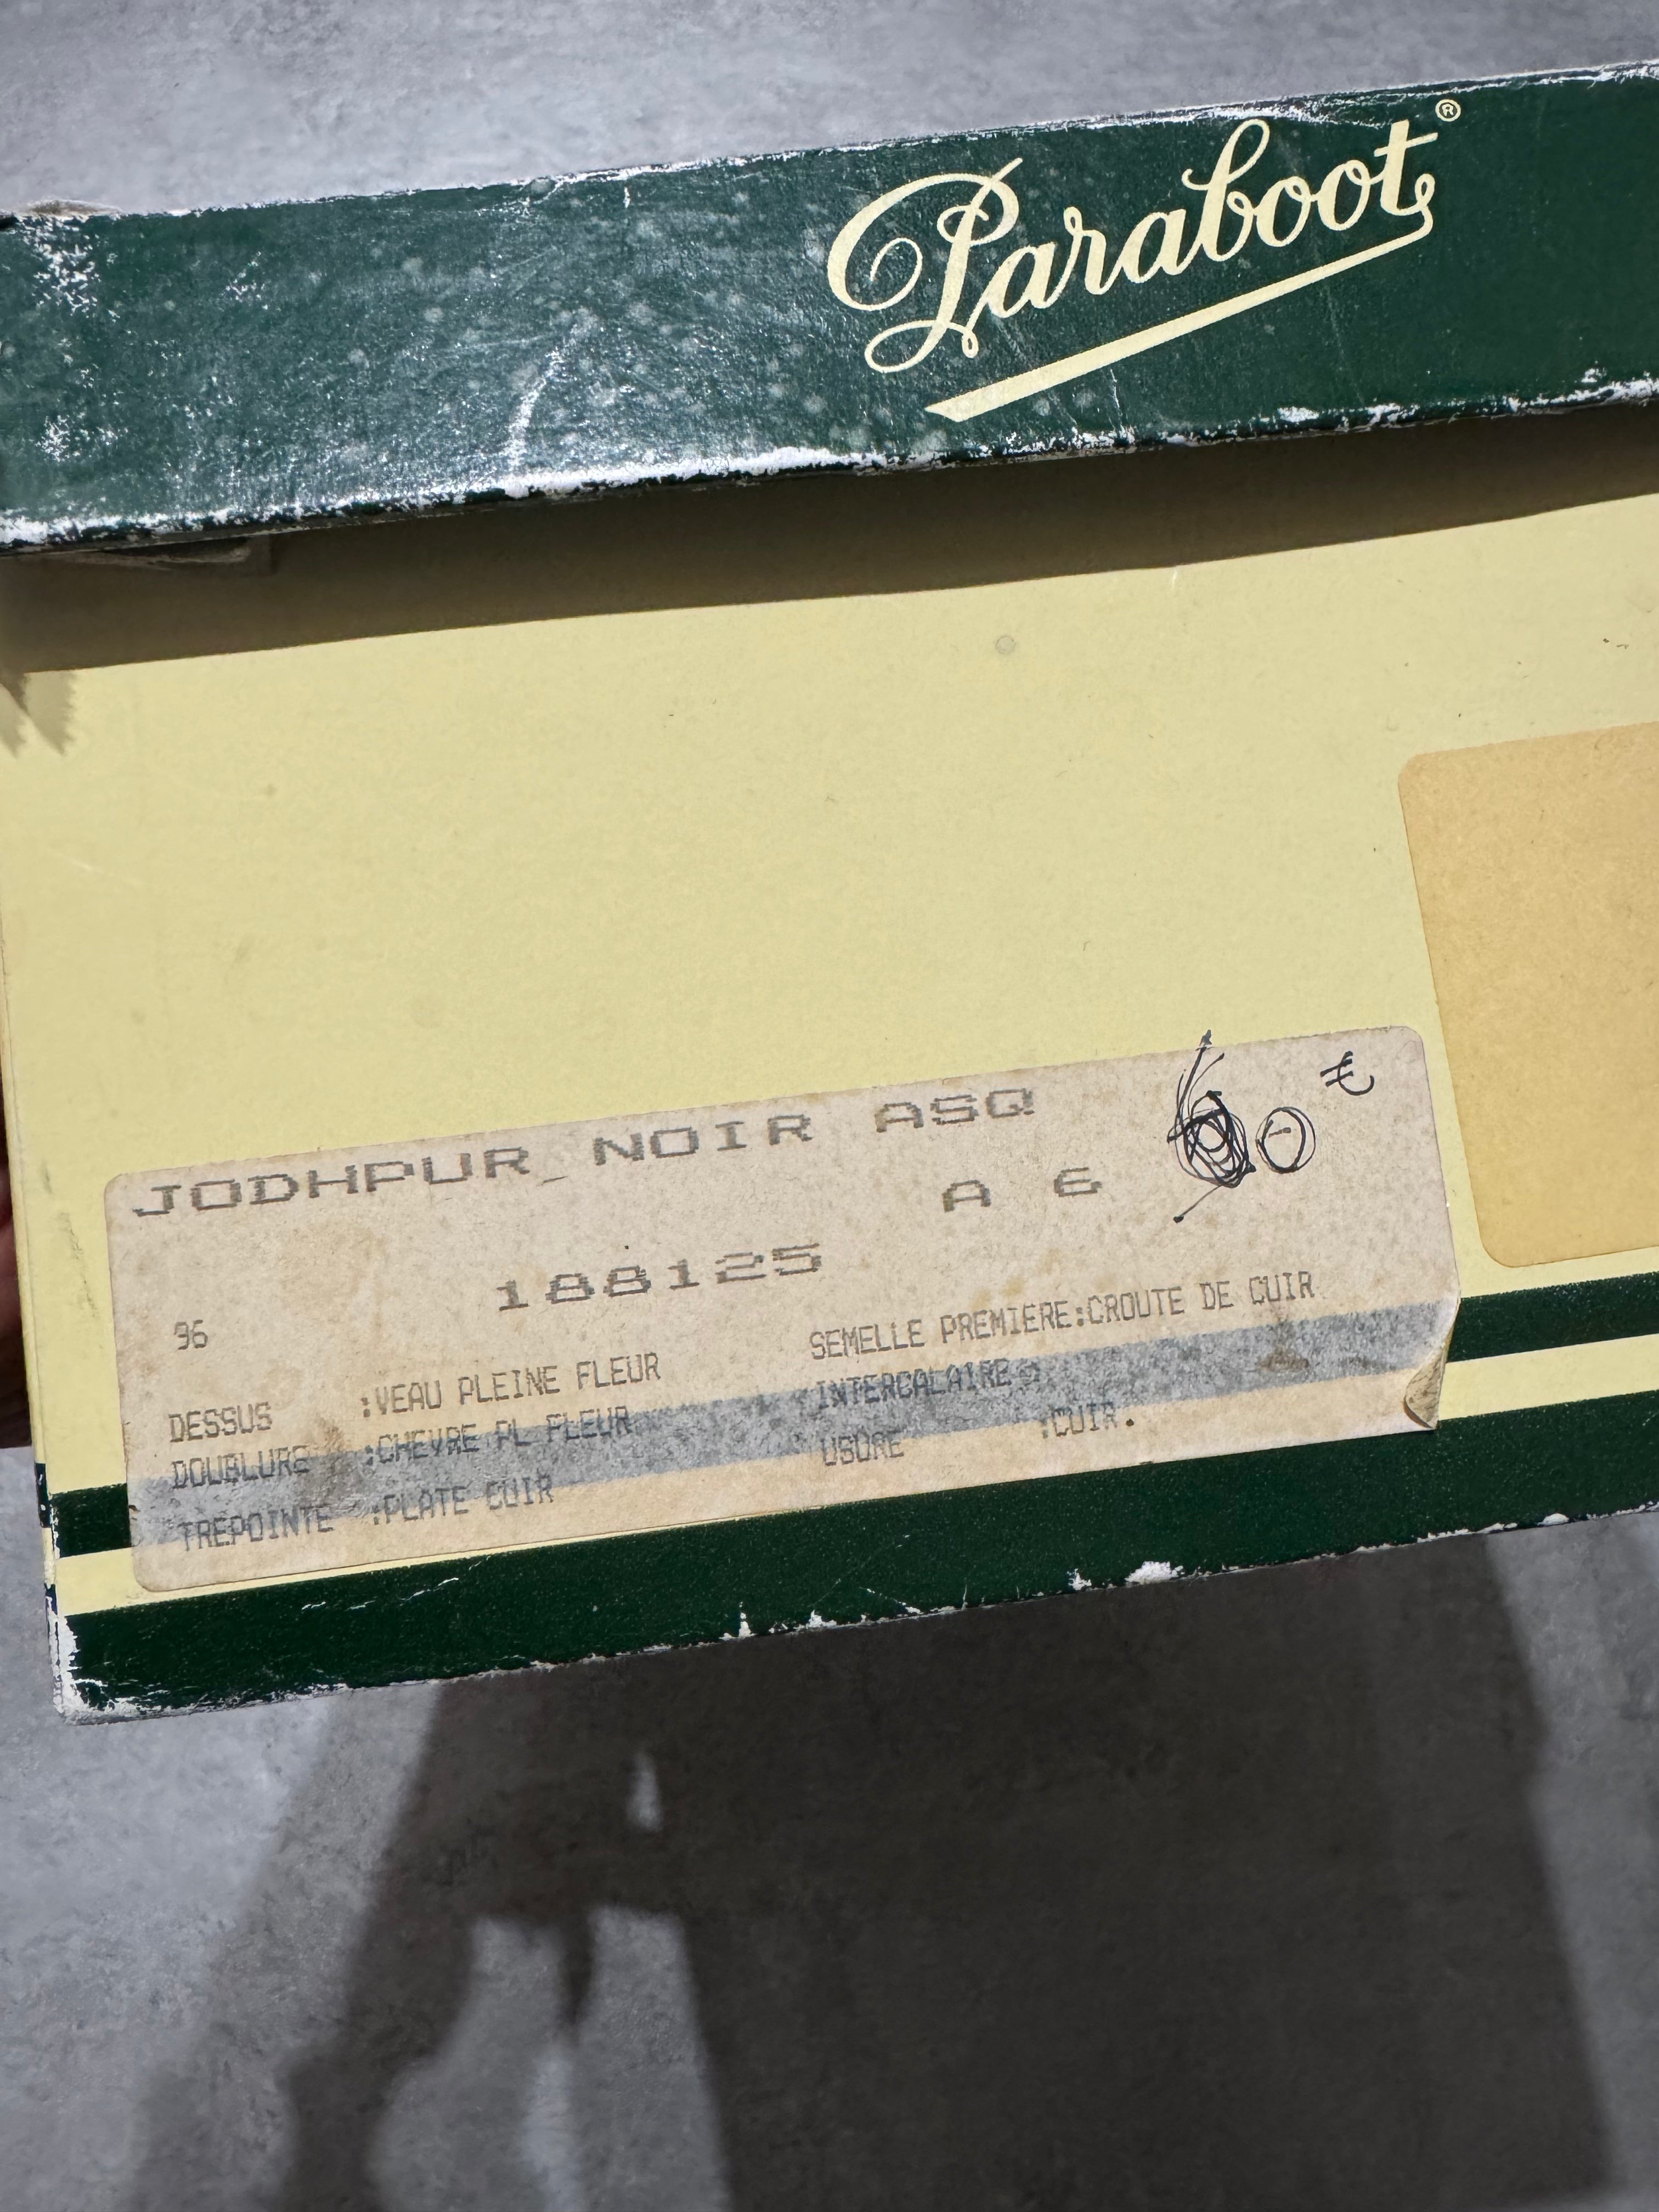 Paraboot®
JODHPUR NOIR ASQ
A 6
0 €
188125
96
DESSUS :VEAU PLEINE FLEUR
DOUBLURE :CHEVRE PL FLEUR
TREPOINTE :PLATE CUIR
SEMELLE PREMIERE:CROUTE DE CUIR
INTERCALAIRE
USURE :CUIR.